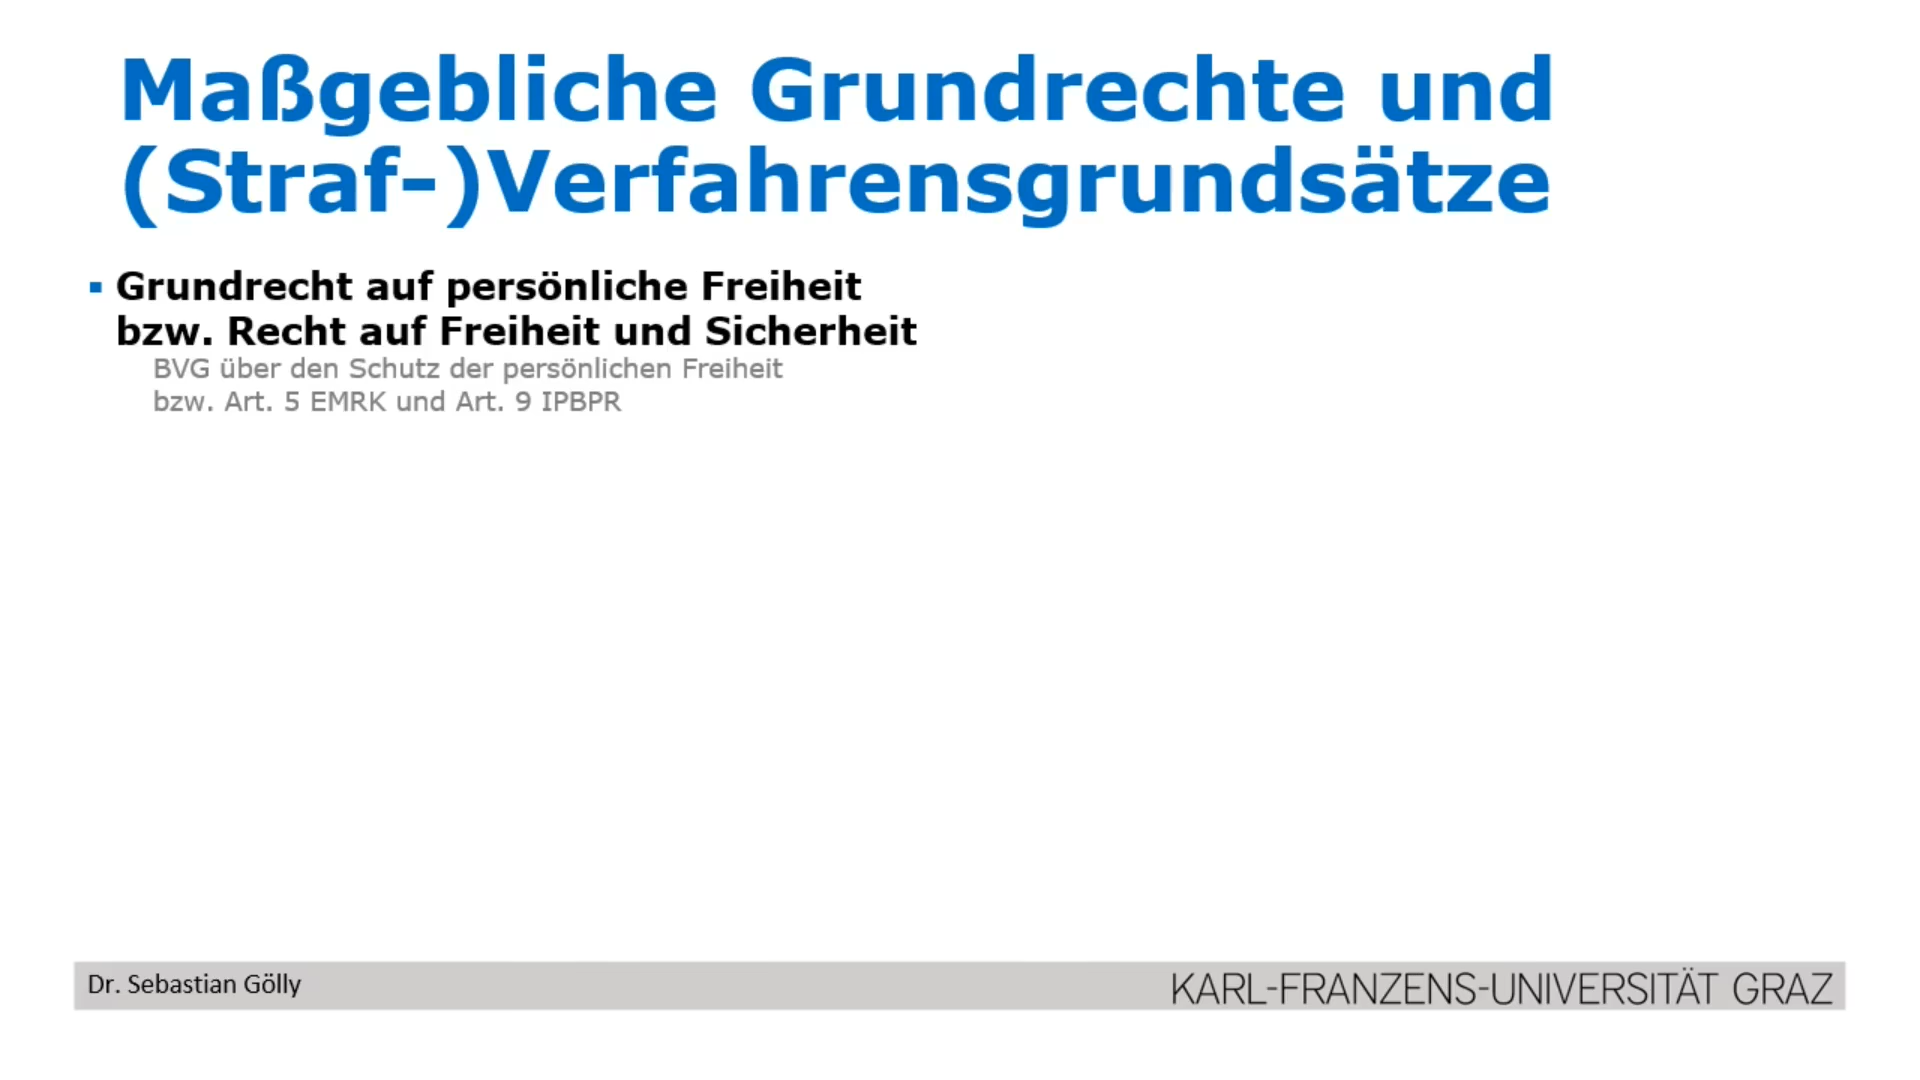 Maßgebliche Grundrechte und
(Straf-)Verfahrensgrundsätze
▪ Grundrecht auf persönliche Freiheit
bzw. Recht auf Freiheit und Sicherheit
BVG über den Schutz der persönlichen Freiheit
bzw. Art. 5 EMRK und Art. 9 IPBPR
Dr. Sebastian Gölly
KARL-FRANZENS-UNIVERSITÄT GRAZ